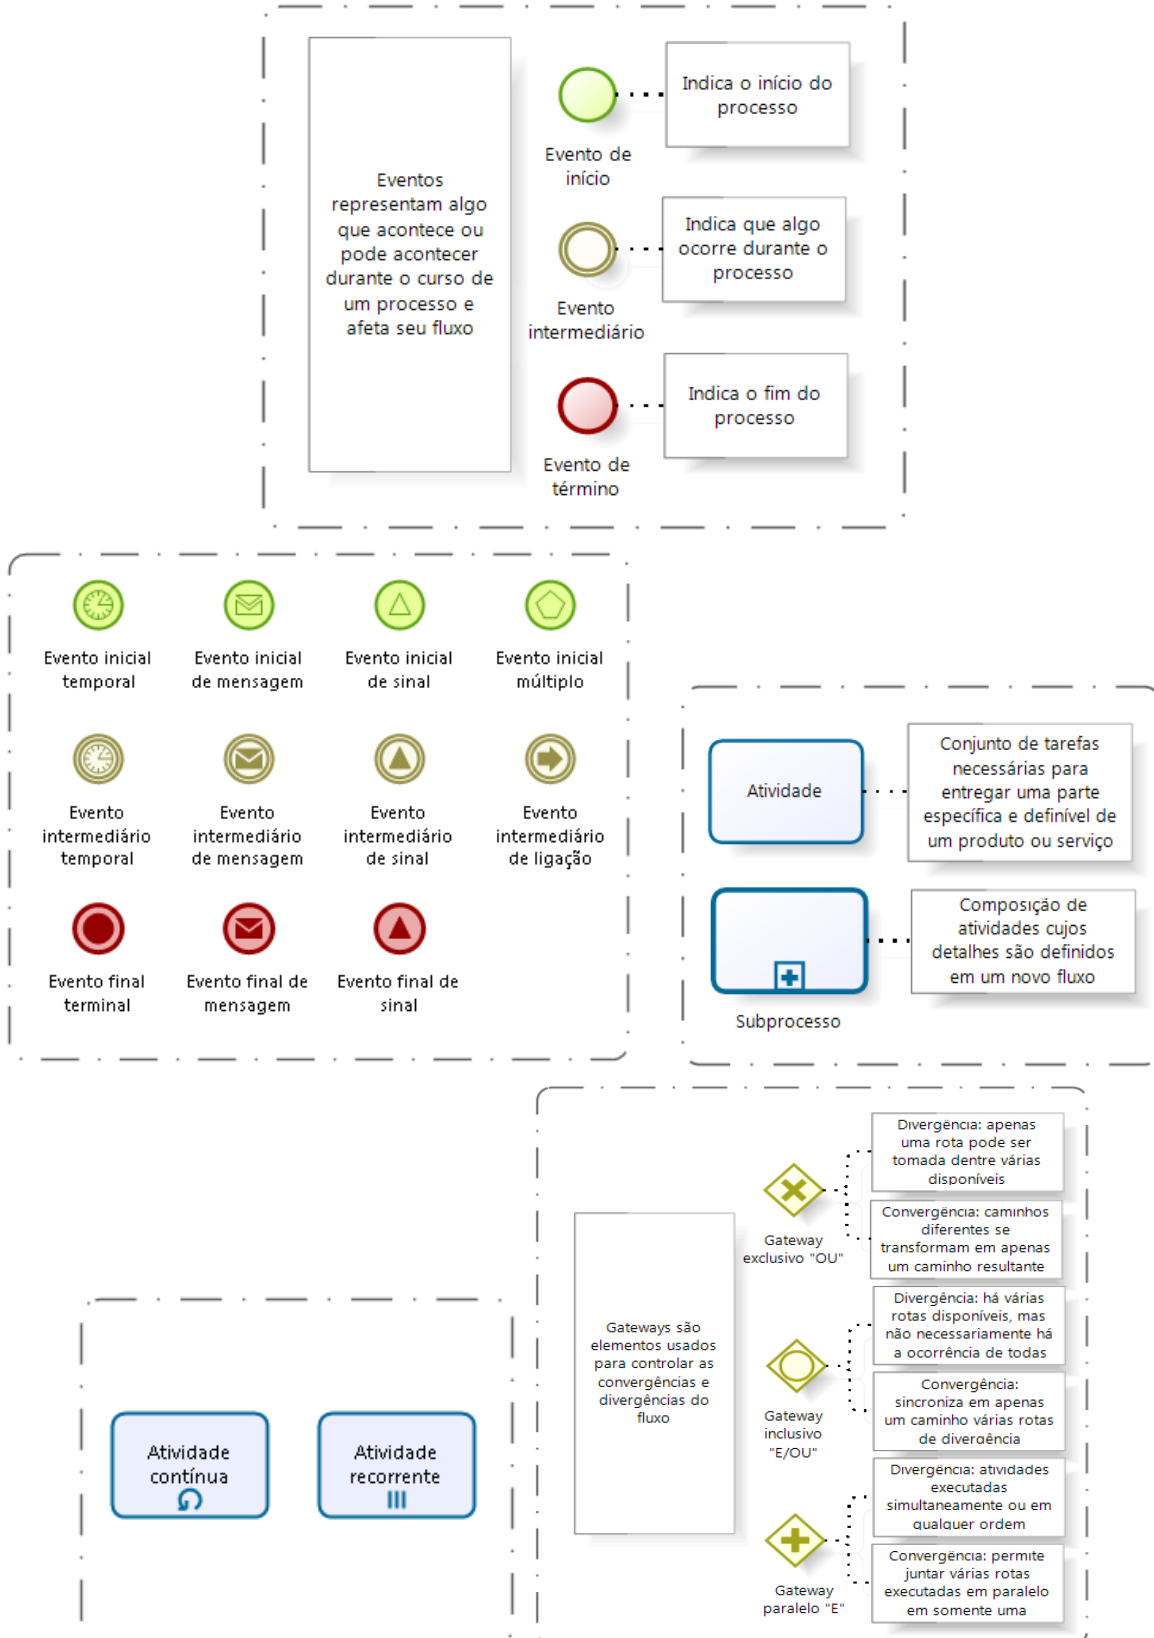 Eventos
representam algo
que acontece ou
pode acontecer
durante o curso de
um processo e
afeta seu fluxo
Evento de
início
Indica o início do
processo
Evento
intermediário
Indica que algo
ocorre durante o
processo
Evento de
término
Indica o fim do
processo
Evento inicial
temporal
Evento inicial
de mensagem
Evento inicial
de sinal
Evento inicial
múltiplo
Evento
intermediário
temporal
Evento
intermediário
de mensagem
Evento
intermediário
de sinal
Evento
intermediário
de ligação
Evento final
terminal
Evento final de
mensagem
Evento final de
sinal
Atividade
Conjunto de tarefas
necessárias para
entregar uma parte
específica e definível de
um produto ou serviço
Subprocesso
Composição de
atividades cujos
detalhes são definidos
em um novo fluxo
Atividade
contínua
Atividade
recorrente
Gateways são
elementos usados
para controlar as
convergências e
divergências do
fluxo
Gateway
exclusivo "OU"
Divergência: apenas
uma rota pode ser
tomada dentre várias
disponíveis
Convergência: caminhos
diferentes se
transformam em apenas
um caminho resultante
Gateway
inclusivo
"E/OU"
Divergência: há várias
rotas disponíveis, mas
não necessariamente há
a ocorrência de todas
Convergência:
sincroniza em apenas
um caminho várias rotas
de divergência
Gateway
paralelo "E"
Divergência: atividades
executadas
simultaneamente ou em
qualquer ordem
Convergência: permite
juntar várias rotas
executadas em paralelo
em somente uma